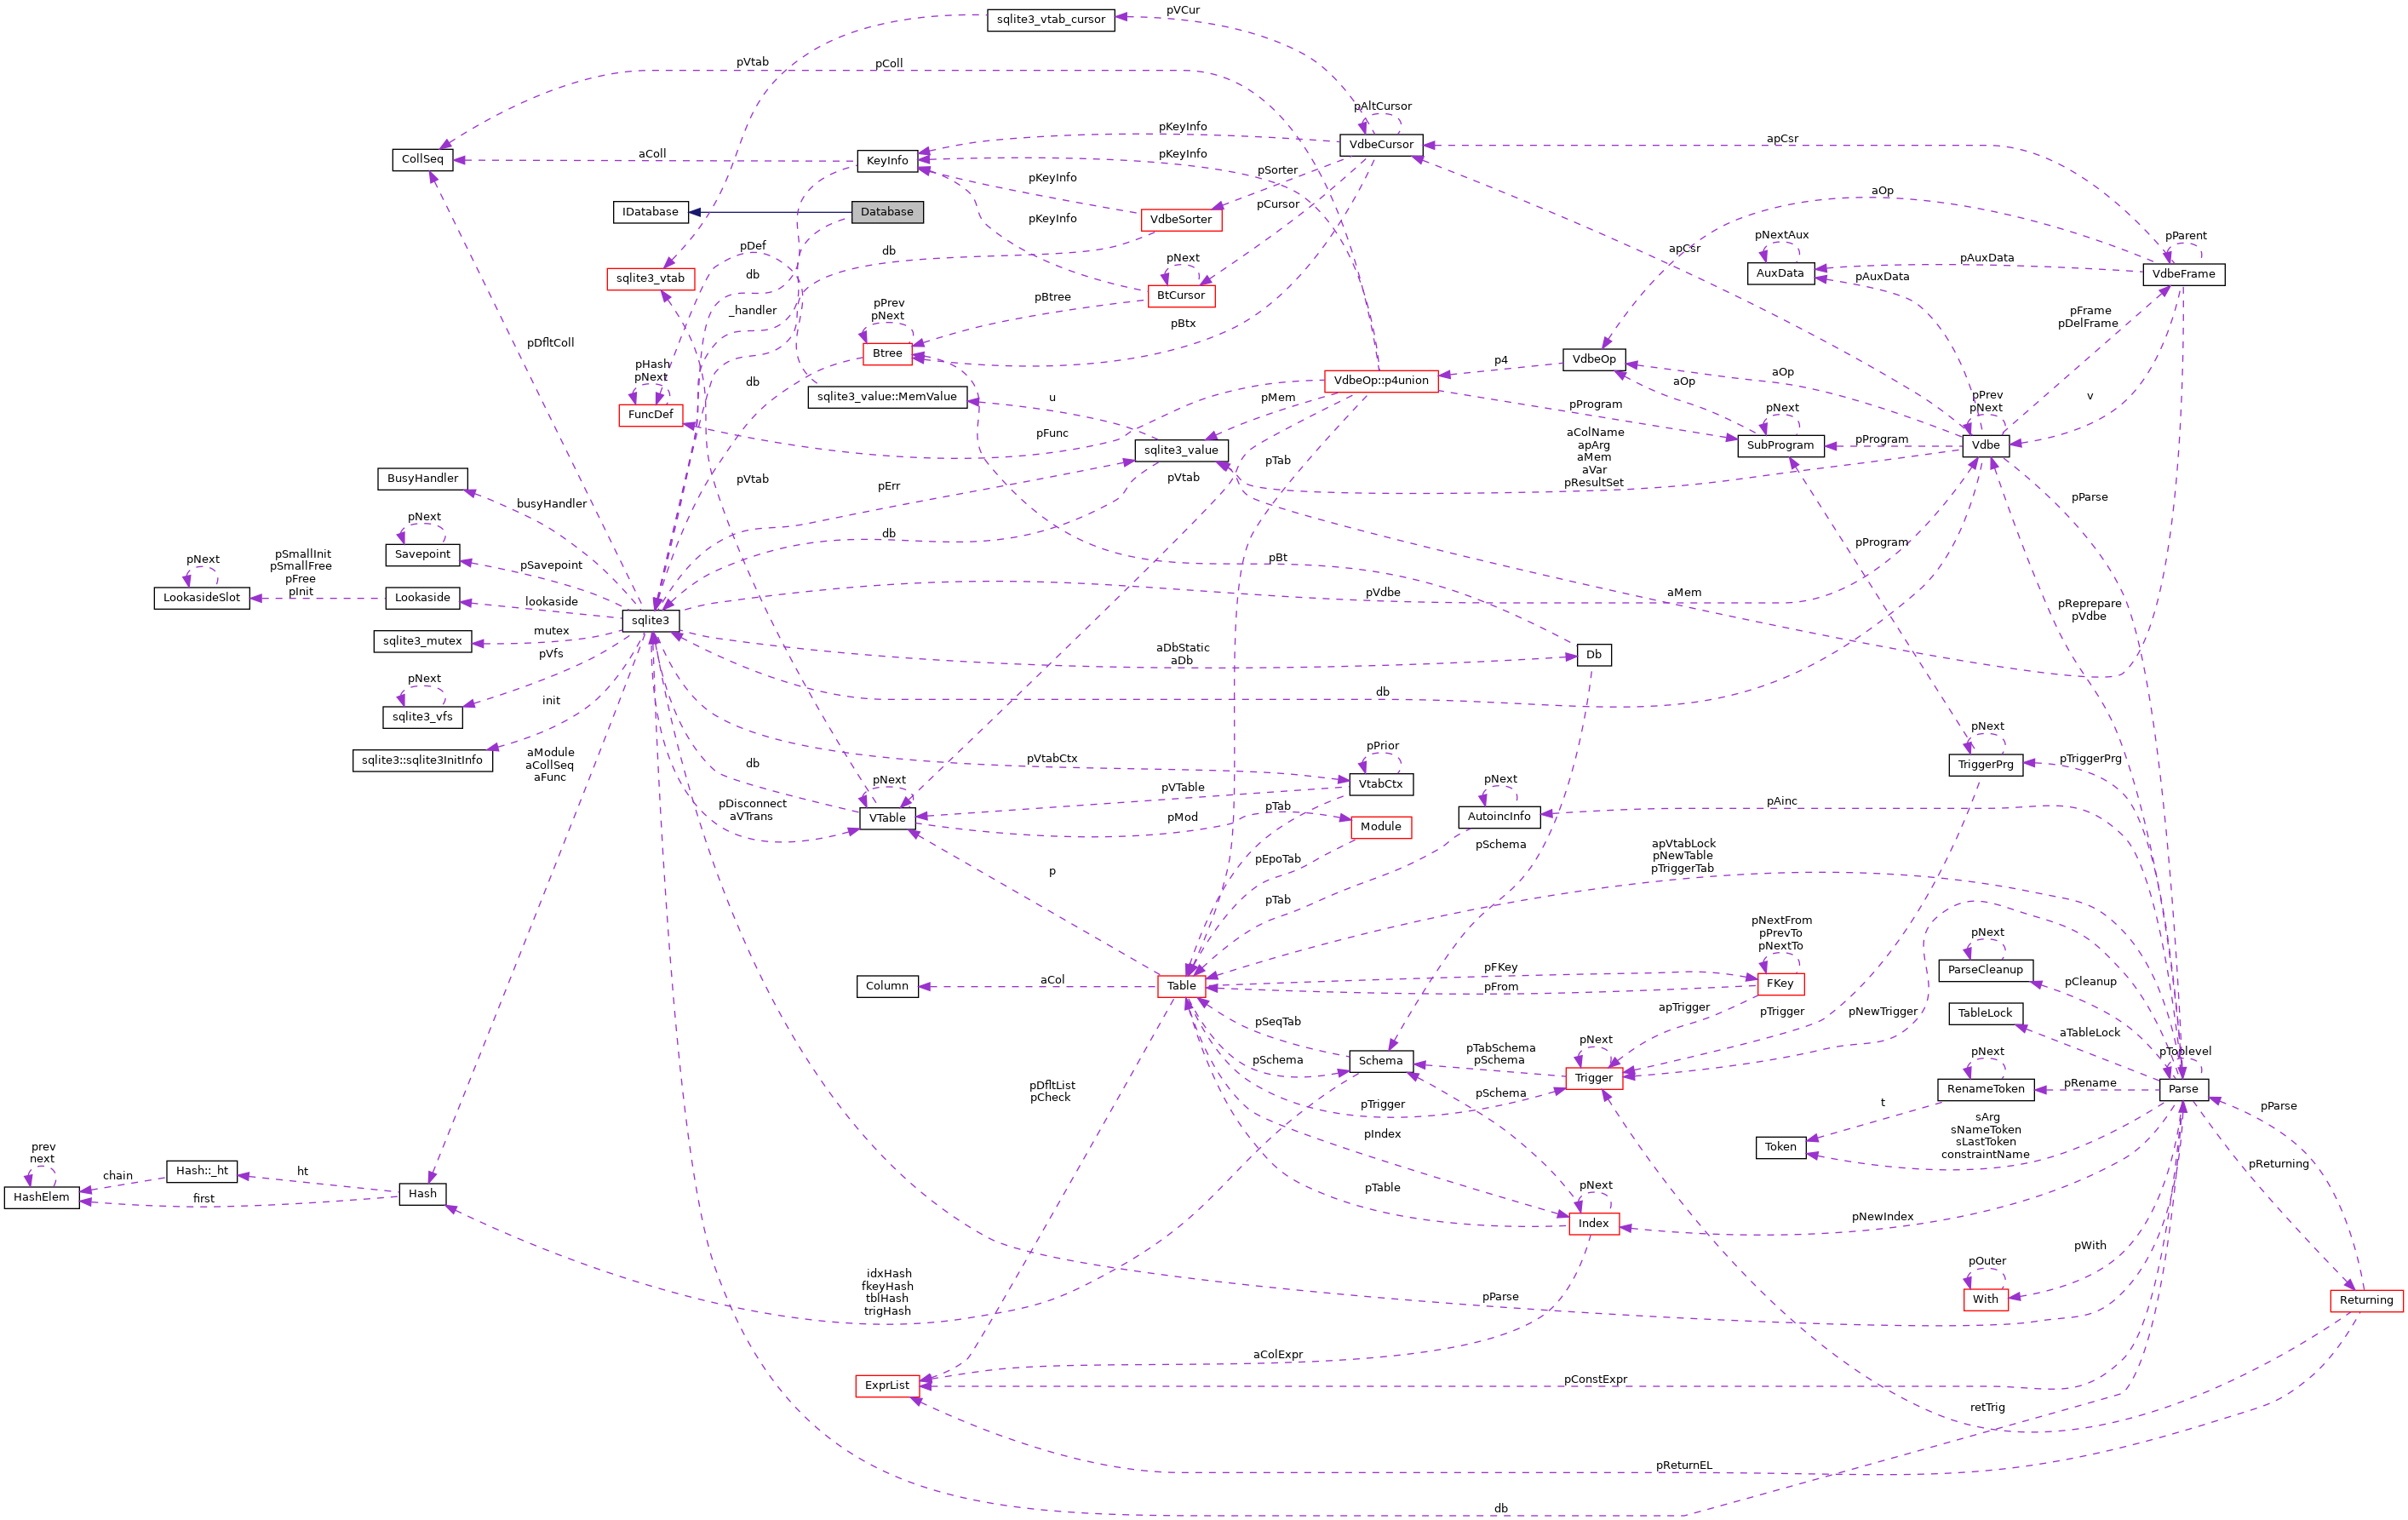 sqlite3_vtab_cursor
pVCur
pVtab
pColl
pAltCursor
VdbeCursor
pKeyInfo
apCsr
CollSeq
aColl
KeyInfo
pKeyInfo
pSorter
pKeyInfo
aOp
IDatabase
Database
VdbeSorter
pCursor
pKeyInfo
pNextAux
pParent
pDef
db
apCsr
pNext
pAuxData
AuxData
VdbeFrame
sqlite3_vtab
db
pAuxData
BtCursor
pBtree
_handler
pPrev
pNext
pBtx
pFrame
pDelFrame
pDfltColl
Btree
p4
VdbeOp
pHash
pNext
db
VdbeOp::p4union
aOp
aOp
sqlite3_value::MemValue
u
pMem
pPrev
pNext
v
FuncDef
pProgram
pNext
pFunc
aColName
apArg
aMem
aVar
pResultSet
SubProgram
pProgram
Vdbe
sqlite3_value
pTab
BusyHandler
pVtab
pVtab
pErr
pParse
busyHandler
pNext
Savepoint
db
pProgram
pSmallInit
pSmallFree
pFree
pInit
pNext
pSavepoint
pBt
LookasideSlot
Lookaside
lookaside
pVdbe
aMem
pReprepare
pVdbe
sqlite3
mutex
sqlite3_mutex
pVfs
aDbStatic
aDb
Db
pNext
init
db
sqlite3_vfs
pNext
sqlite3::sqlite3InitInfo
aModule
aCollSeq
aFunc
pVtabCtx
pPrior
pTriggerPrg
TriggerPrg
db
pNext
VtabCtx
pNext
pVTable
pDisconnect
aVTrans
pTab
pAinc
VTable
pMod
Module
AutoincInfo
pSchema
apVtabLock
pNewTable
pTriggerTab
pEpoTab
p
pTab
pNextFrom
pPrevTo
pNextTo
pNext
pFKey
ParseCleanup
Column
aCol
Table
pFrom
FKey
pCleanup
apTrigger
pTrigger
pNewTrigger
TableLock
pSeqTab
aTableLock
pNext
pTabSchema
pSchema
pNext
pToplevel
Schema
pSchema
Trigger
RenameToken
pRename
Parse
pDfltList
pCheck
pSchema
pTrigger
t
pParse
sArg
sNameToken
sLastToken
constraintName
pIndex
Token
prev
next
chain
Hash::_ht
ht
pReturning
HashElem
first
Hash
pTable
pNext
Index
pNewIndex
pWith
pOuter
idxHash
fkeyHash
tblHash
trigHash
pParse
With
Returning
aColExpr
ExprList
pConstExpr
retTrig
pReturnEL
db